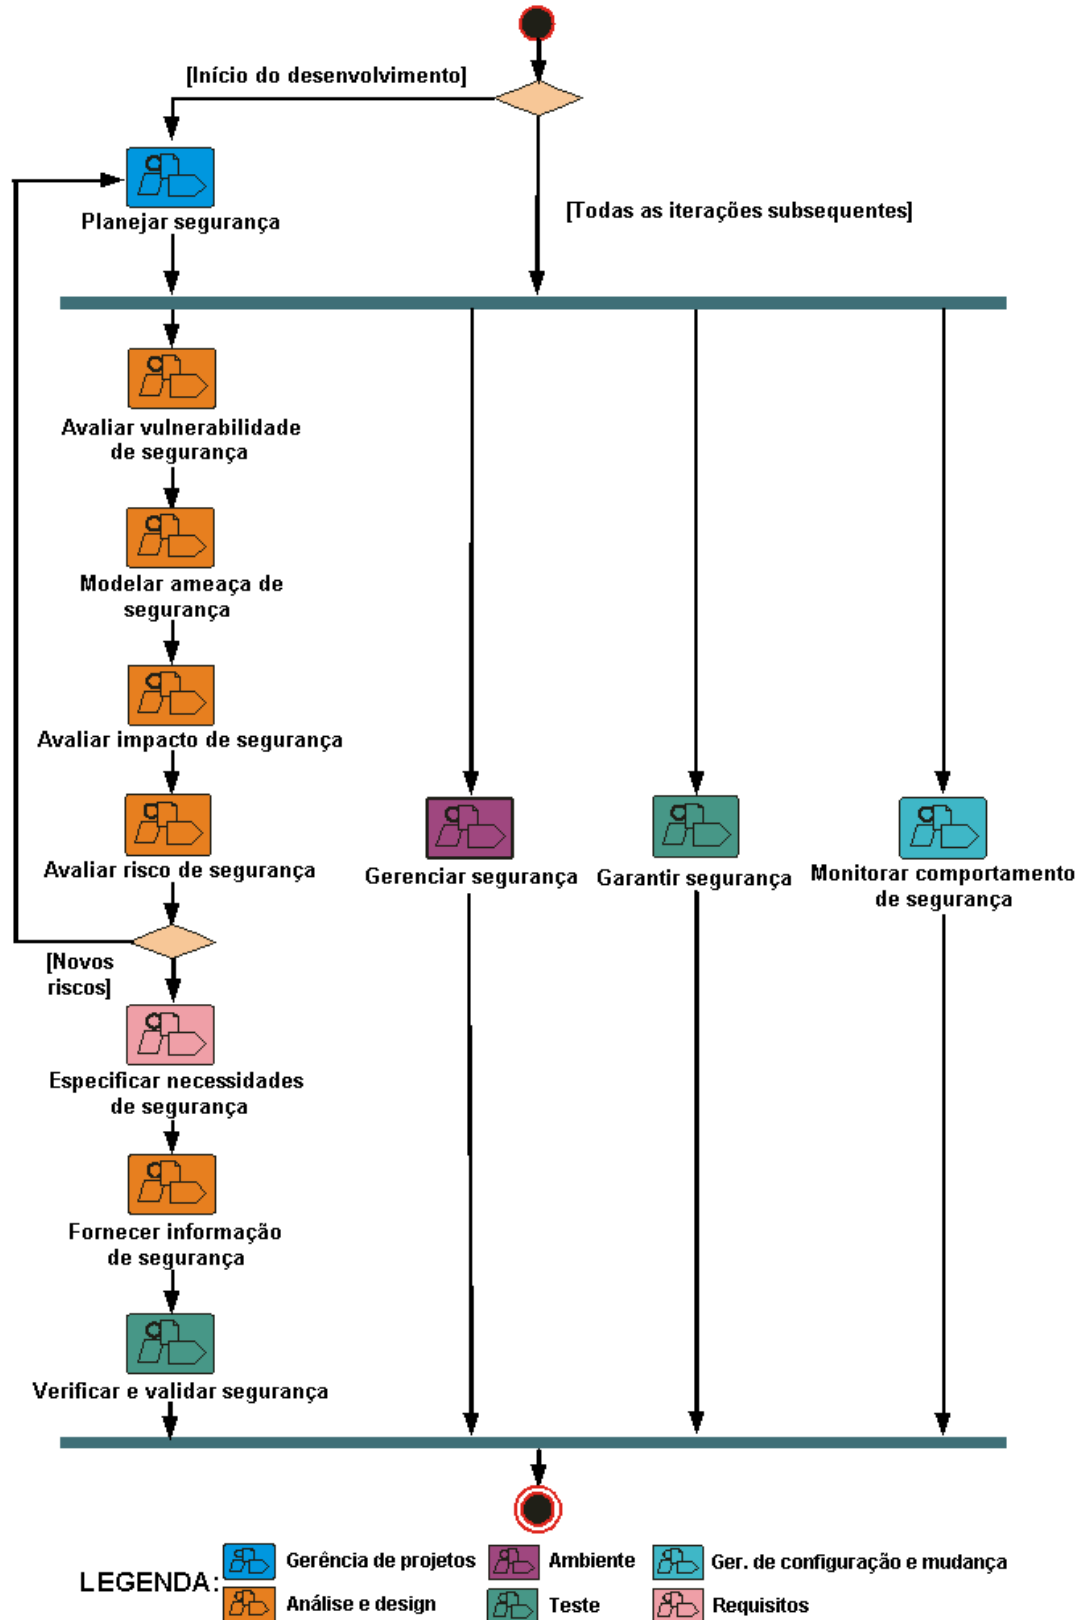 [Início do desenvolvimento]
Planejar segurança
[Todas as iterações subsequentes]
Avaliar vulnerabilidade
de segurança
Modelar ameaça de
segurança
Avaliar impacto de segurança
Avaliar risco de segurança
Gerenciar segurança
Garantir segurança
Monitorar comportamento
de segurança
[Novos
riscos]
Especificar necessidades
de segurança
Fornecer informação
de segurança
Verificar e validar segurança
LEGENDA:
Gerência de projetos
Ambiente
Ger. de configuração e mudança
Análise e design
Teste
Requisitos